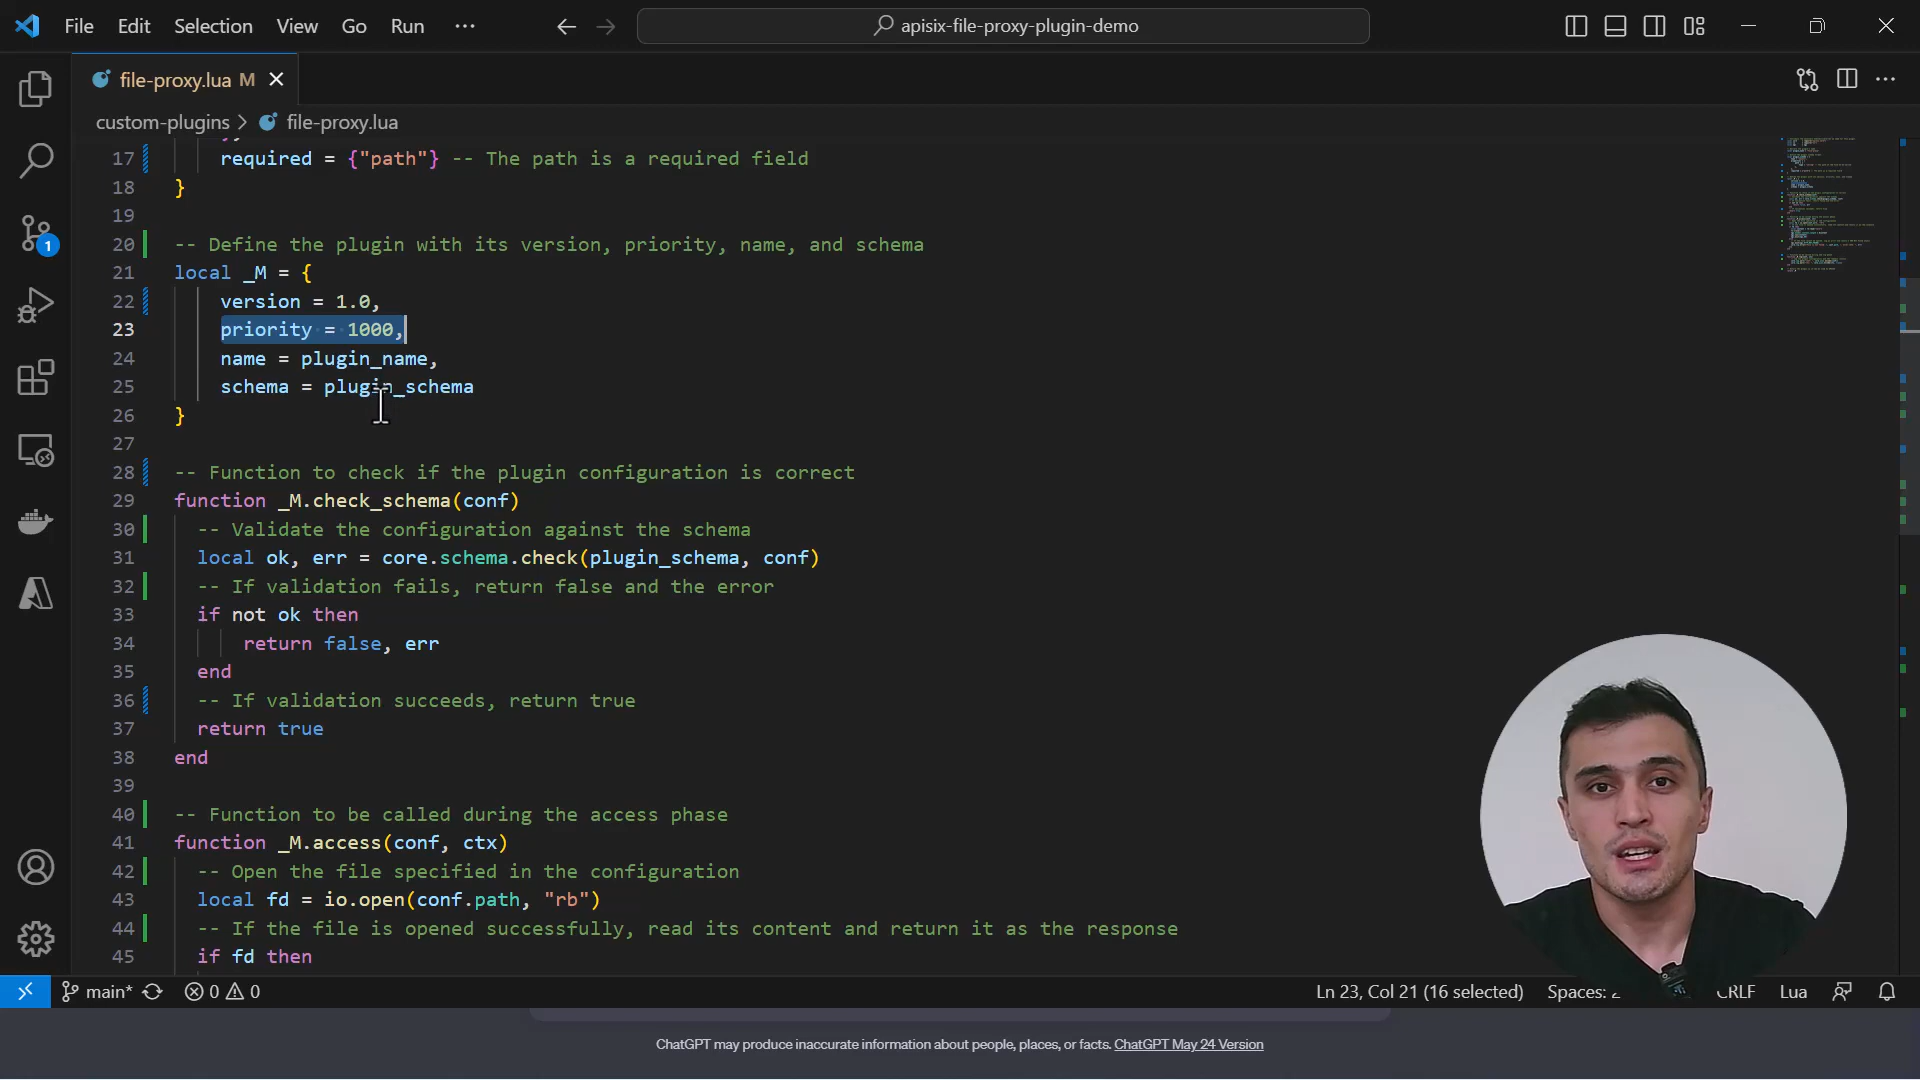 File Edit Selection View Go Run ···
apisix-file-proxy-plugin-demo
file-proxy.lua M
custom-plugins > file-proxy.lua
17 required = {"path"} -- The path is a required field
18 }
19
20 -- Define the plugin with its version, priority, name, and schema
21 local _M = {
22 version = 1.0,
23 priority = 1000,
24 name = plugin_name,
25 schema = plugin_schema
26 }
27
28 -- Function to check if the plugin configuration is correct
29 function _M.check_schema(conf)
30 -- Validate the configuration against the schema
31 local ok, err = core.schema.check(plugin_schema, conf)
32 -- If validation fails, return false and the error
33 if not ok then
34 return false, err
35 end
36 -- If validation succeeds, return true
37 return true
38 end
39
40 -- Function to be called during the access phase
41 function _M.access(conf, ctx)
42 -- Open the file specified in the configuration
43 local fd = io.open(conf.path, "rb")
44 -- If the file is opened successfully, read its content and return it as the response
45 if fd then
1
main* 0 0 Ln 23, Col 21 (16 selected) Spaces: CRLF Lua
ChatGPT may produce inaccurate information about people, places, or facts. ChatGPT May 24 Version